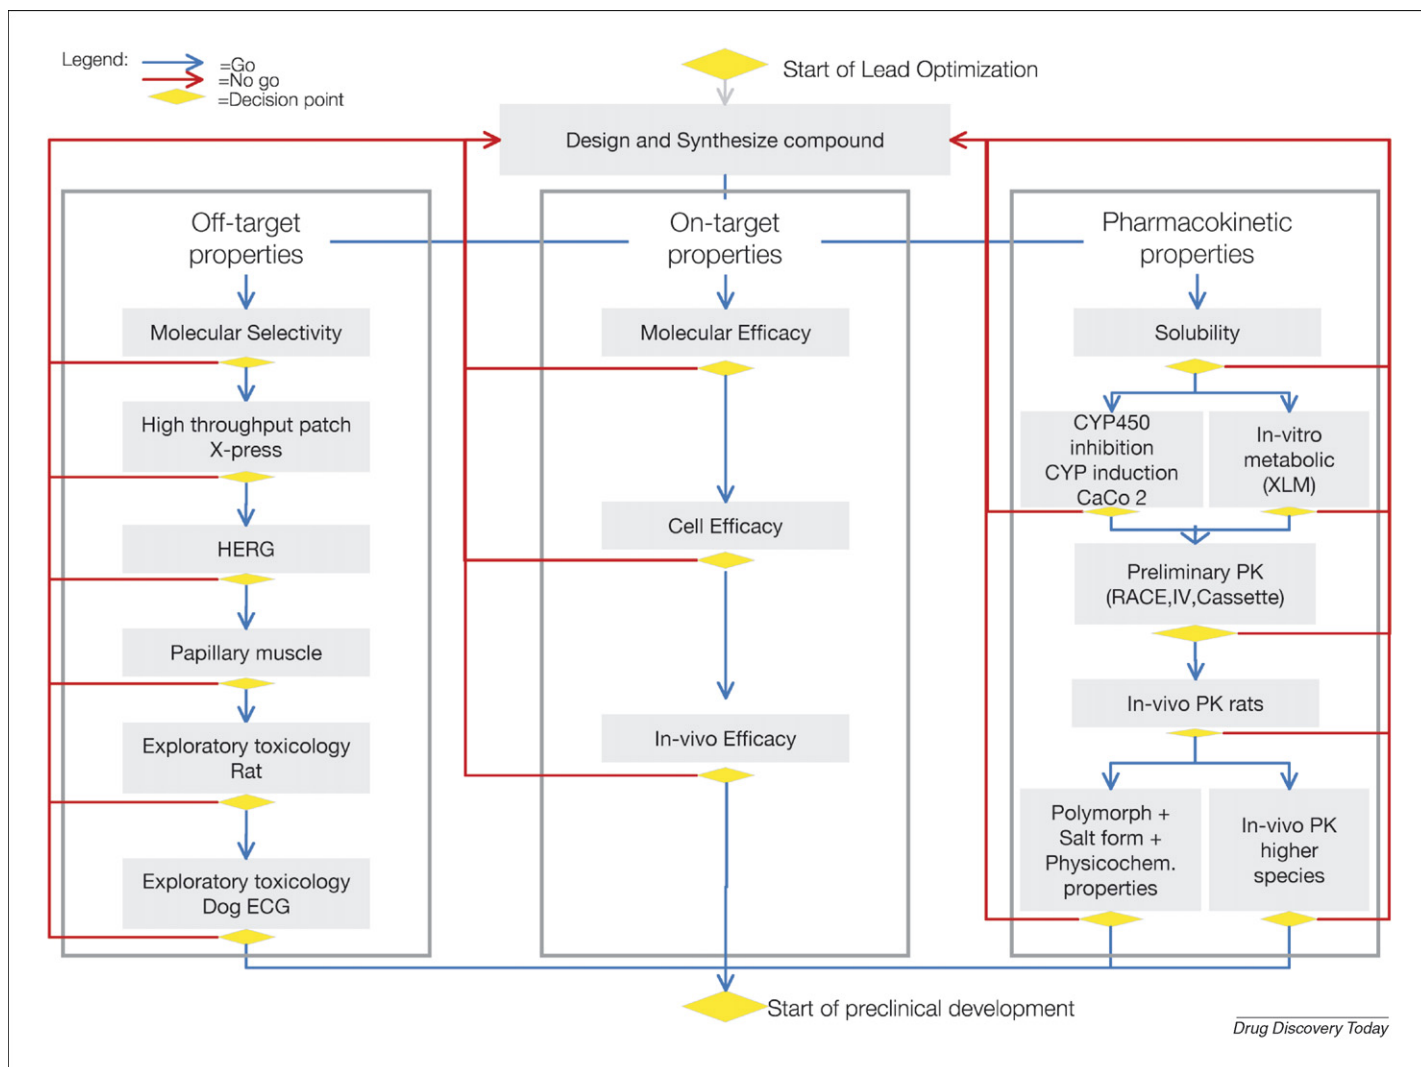 Legend:
=Go
=No go
=Decision point
Start of Lead Optimization
Design and Synthesize compound
Off-target
properties
Molecular Selectivity
High throughput patch
X-press
HERG
Papillary muscle
Exploratory toxicology
Rat
Exploratory toxicology
Dog ECG
On-target
properties
Molecular Efficacy
Cell Efficacy
In-vivo Efficacy
Pharmacokinetic
properties
Solubility
CYP450
inhibition
CYP induction
CaCo 2
In-vitro
metabolic
(XLM)
Preliminary PK
(RACE,IV,Cassette)
In-vivo PK rats
Polymorph +
Salt form +
Physicochem.
properties
In-vivo PK
higher
species
Start of preclinical development
Drug Discovery Today